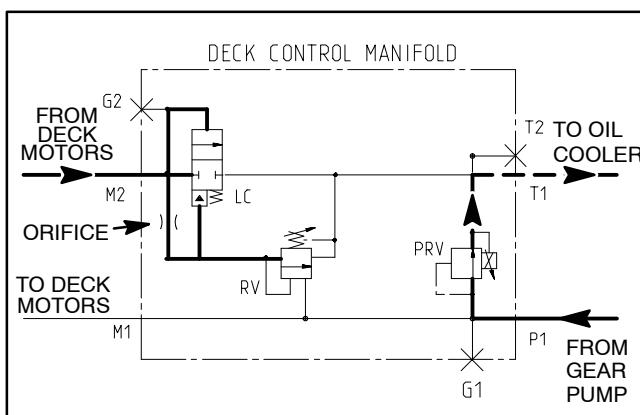 DECK CONTROL MANIFOLD
G2
FROM
DECK
MOTORS
T2
TO OIL
COOLER
M2
LC
T1
ORIFICE
PRV
TO DECK
MOTORS
RV
M1
P1
G1
FROM
GEAR
PUMP